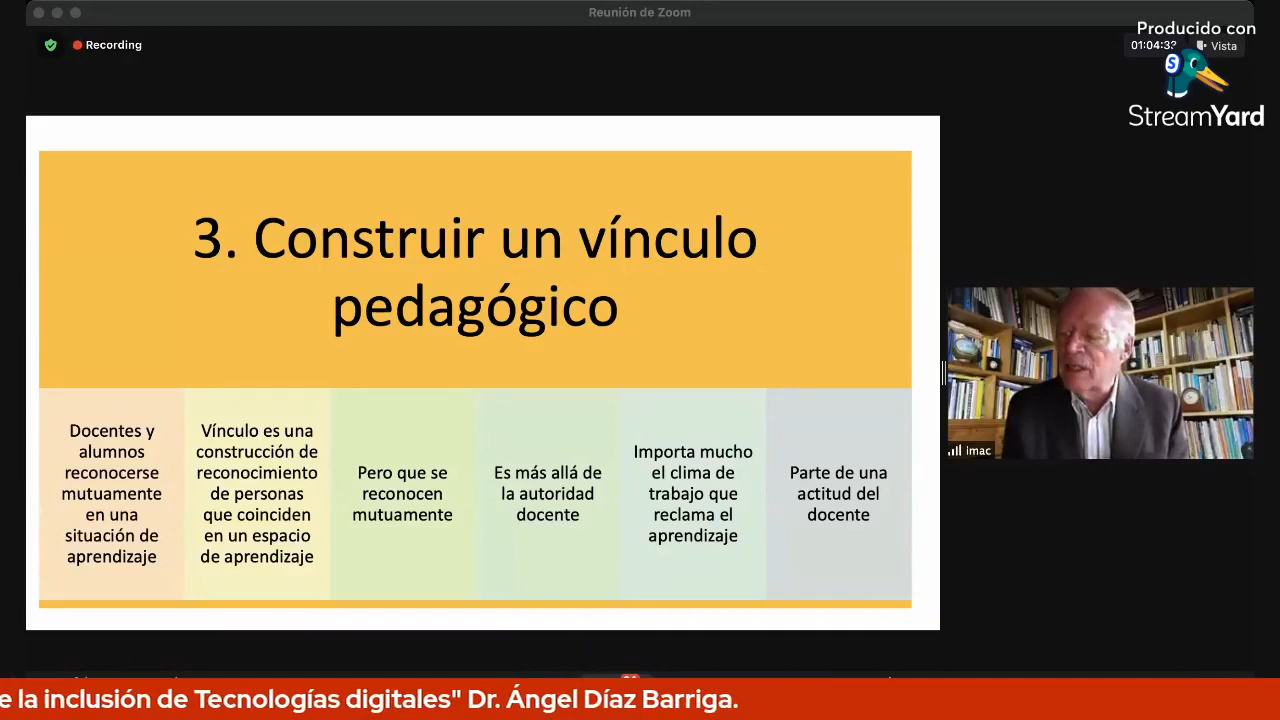 Reunión de Zoom
Recording
Producido con
01:04:33
Vista
S
StreamYard
3. Construir un vínculo
pedagógico
Docentes y
alumnos
reconocerse
mutuamente
en una
situación de
aprendizaje
Vínculo es una
construcción de
reconocimiento
de personas
que coinciden
en un espacio
de aprendizaje
Pero que se
reconocen
mutuamente
Es más allá de
la autoridad
docente
Importa mucho
el clima de
trabajo que
reclama el
aprendizaje
Parte de una
actitud del
docente
imac
e la inclusión de Tecnologías digitales" Dr. Ángel Díaz Barriga.